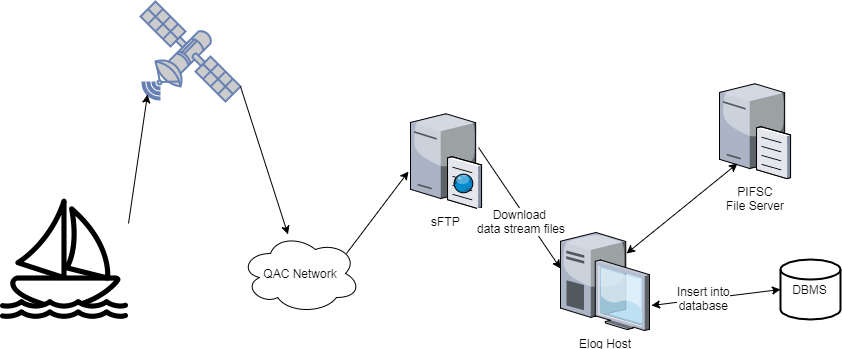 PIFSC
File Server
sFTP
Download
data stream files
QAC Network
Insert into
database
DBMS
Elog Host